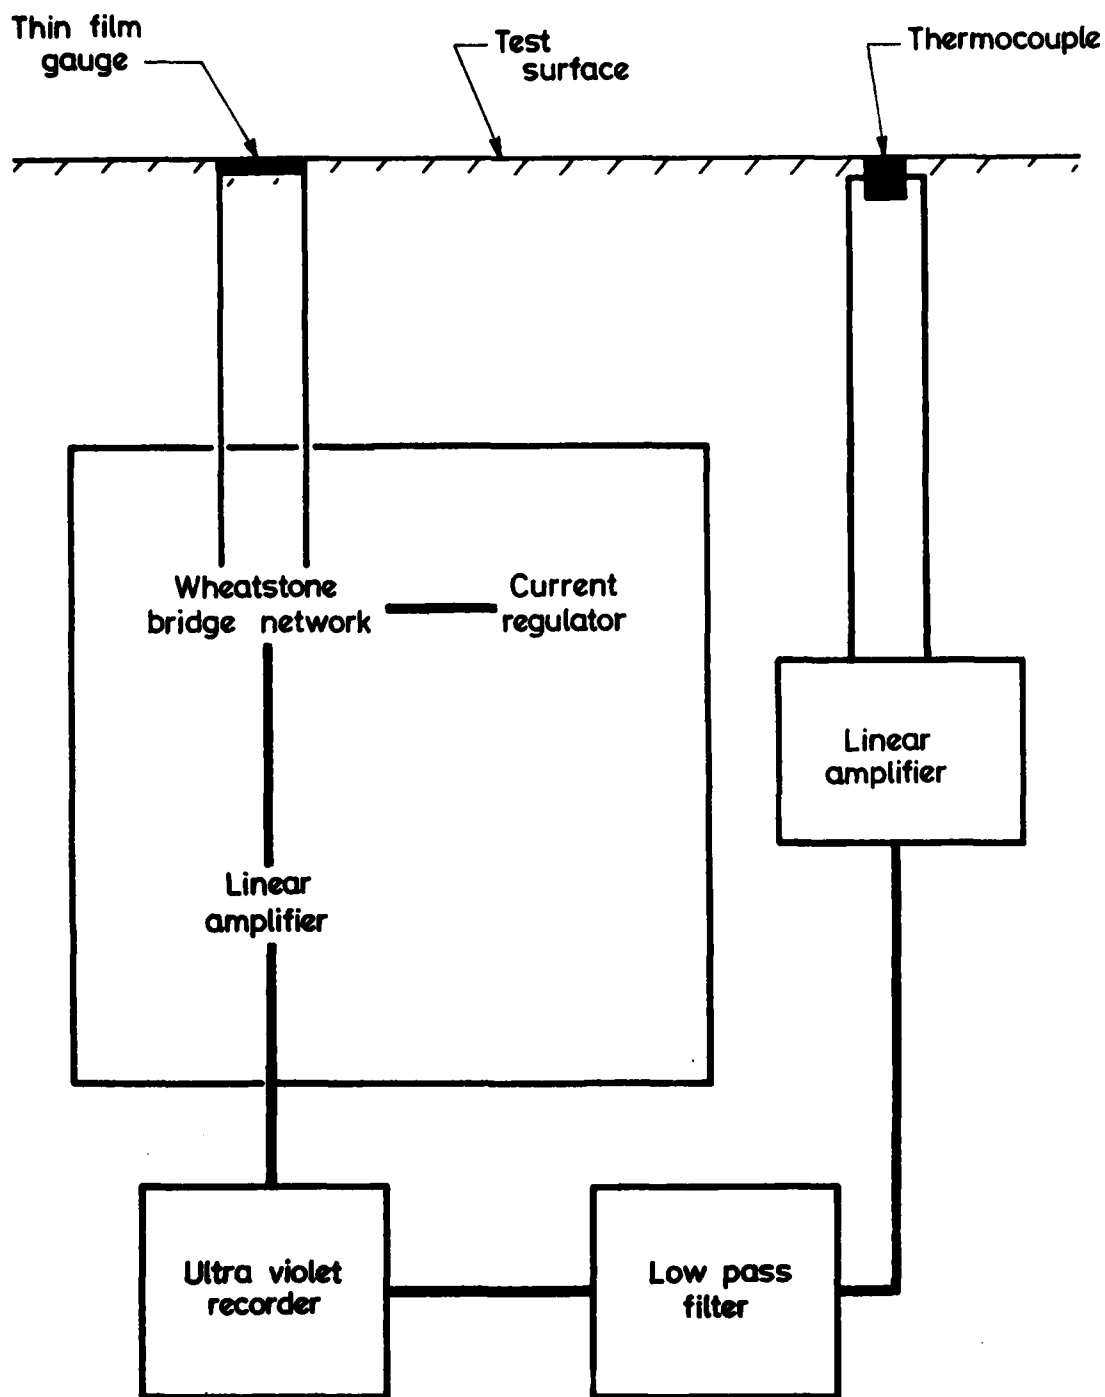 Thin film
gauge
Test
surface
Thermocouple
Wheatstone
bridge network
Current
regulator
Linear
amplifier
Linear
amplifier
Ultra violet
recorder
Low pass
filter